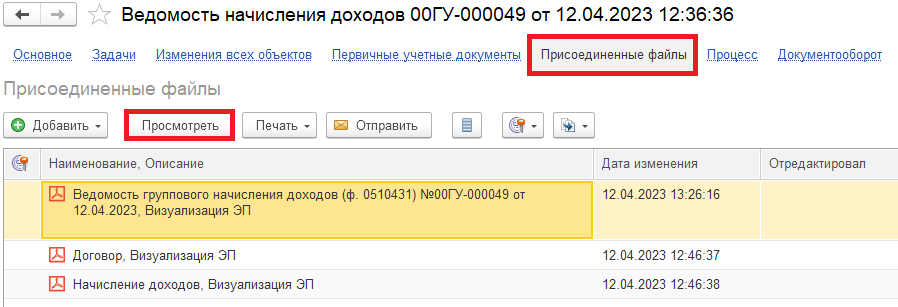 Ведомость начисления доходов 00ГУ-000049 от 12.04.2023 12:36:36
Основное Задачи Изменения всех объектов Первичные учетные документы Присоединенные файлы Процесс Документооборот
Присоединенные файлы
Добавить Просмотреть Печать Отправить
Наименование, Описание Дата изменения Отредактировал
Ведомость группового начисления доходов (ф. 0510431) №00ГУ-000049 от 12.04.2023 13:26:16
12.04.2023, Визуализация ЭП
Договор, Визуализация ЭП 12.04.2023 12:46:37
Начисление доходов, Визуализация ЭП 12.04.2023 12:46:38